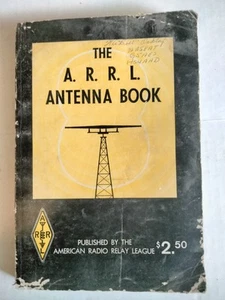 THE
A. R. R. L.
ANTENNA BOOK
A
R R
L
PUBLISHED BY THE
AMERICAN RADIO RELAY LEAGUE
$2.50